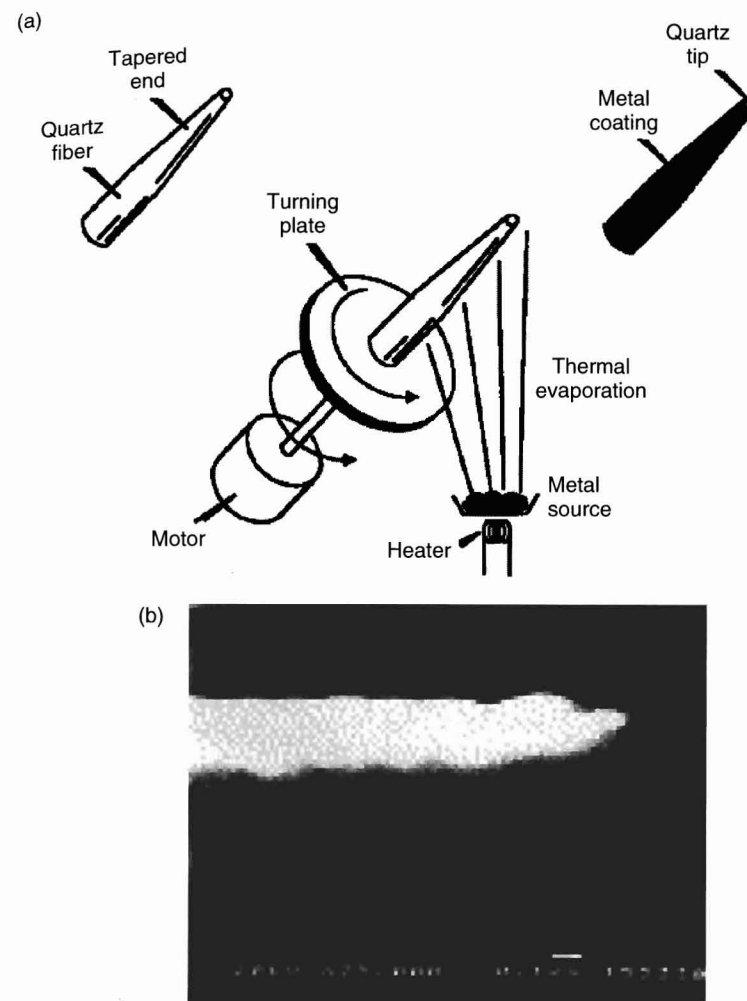 (a)
Tapered
end
Quartz
fiber
Quartz
tip
Metal
coating
Turning
plate
Thermal
evaporation
Metal
source
Heater
Motor
(b)